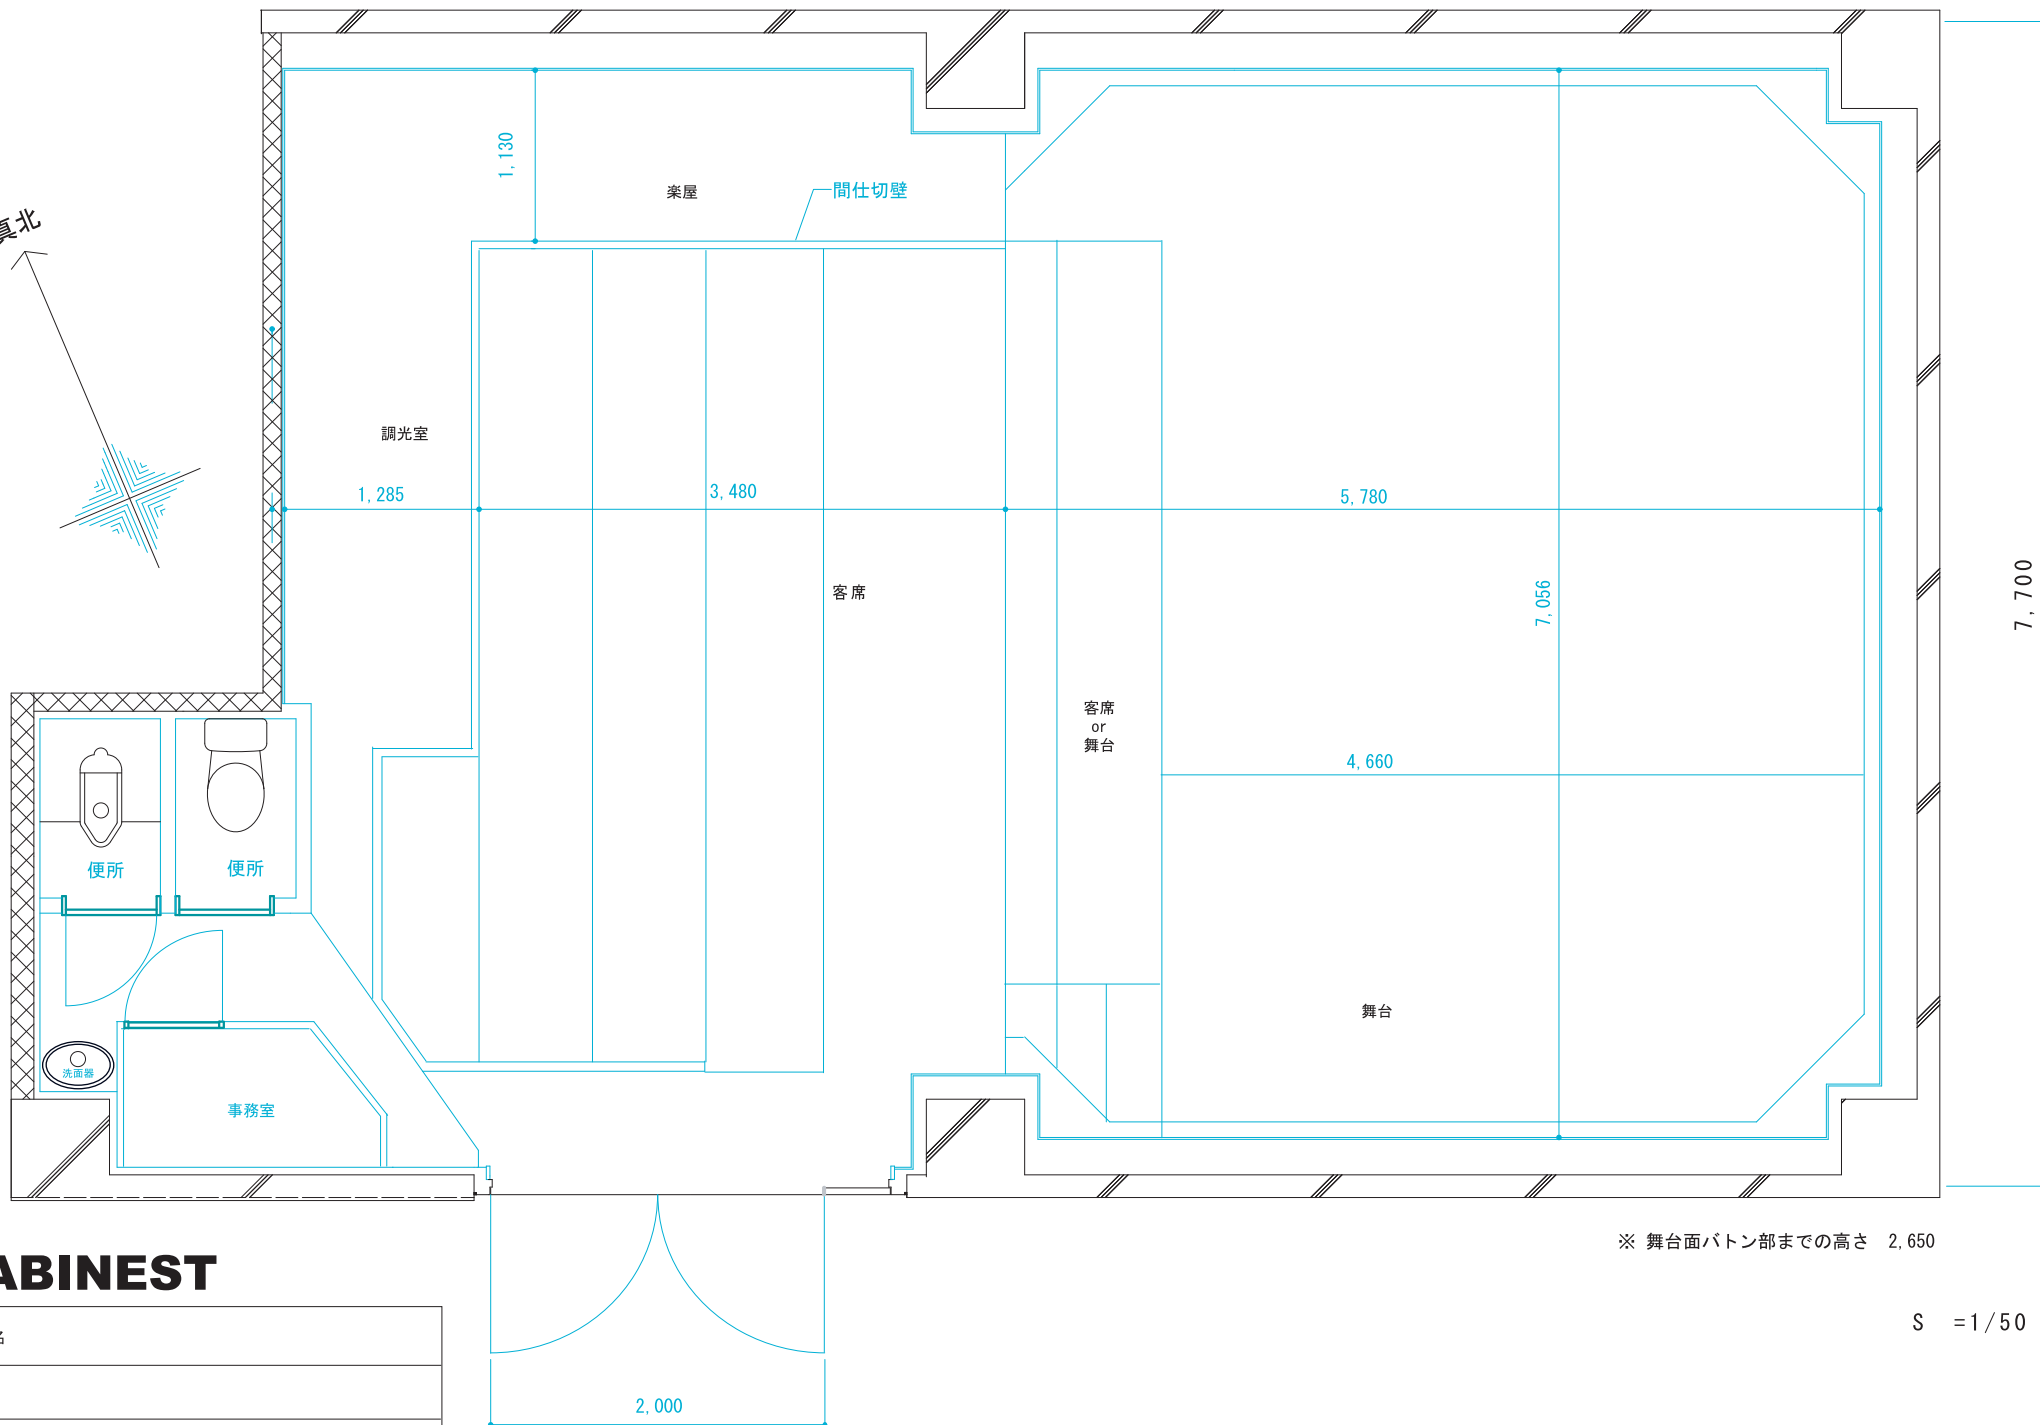 真北
1,130
楽屋
間仕切壁
調光室
1,285
3,480
5,780
客席
7,056
7,700
客席
or
舞台
4,660
便所
便所
舞台
洗面器
事務室
※ 舞台面バトン部までの高さ 2,650
ABINEST
S =1/50
2,000